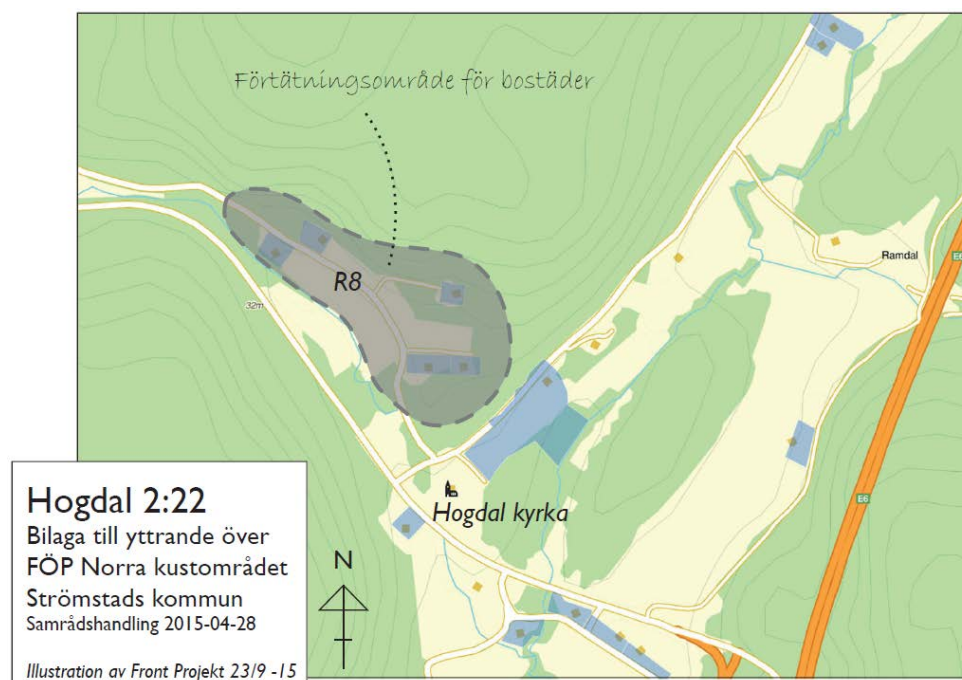 Förtätningsområde för bostäder
Ramdal
E6
R8
32m
E6
Hogdal kyrka
Hogdal 2:22
Bilaga till yttrande över
FÖP Norra kustområdet
Strömstads kommun
Samrådshandling 2015-04-28
Illustration av Front Projekt 23/9 -15
N